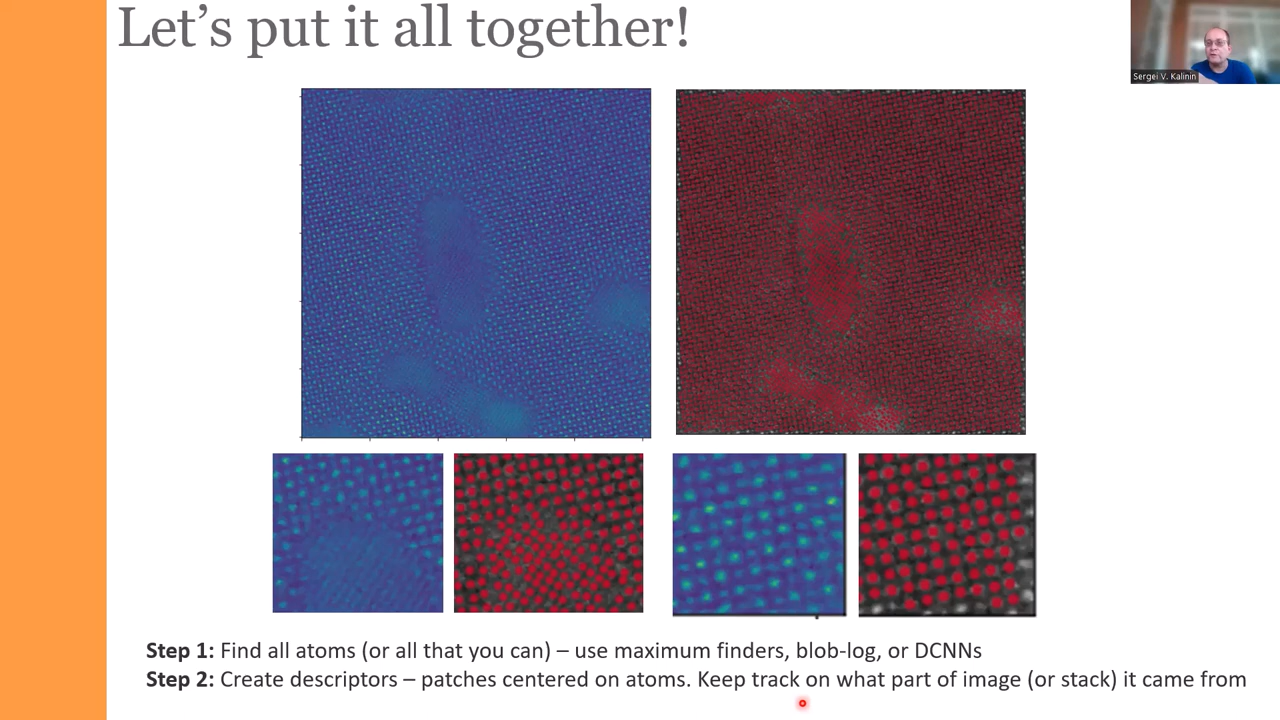 Let’s put it all together!
Sergei V. Kalinin
Step 1: Find all atoms (or all that you can) – use maximum finders, blob-log, or DCNNs
Step 2: Create descriptors – patches centered on atoms. Keep track on what part of image (or stack) it came from